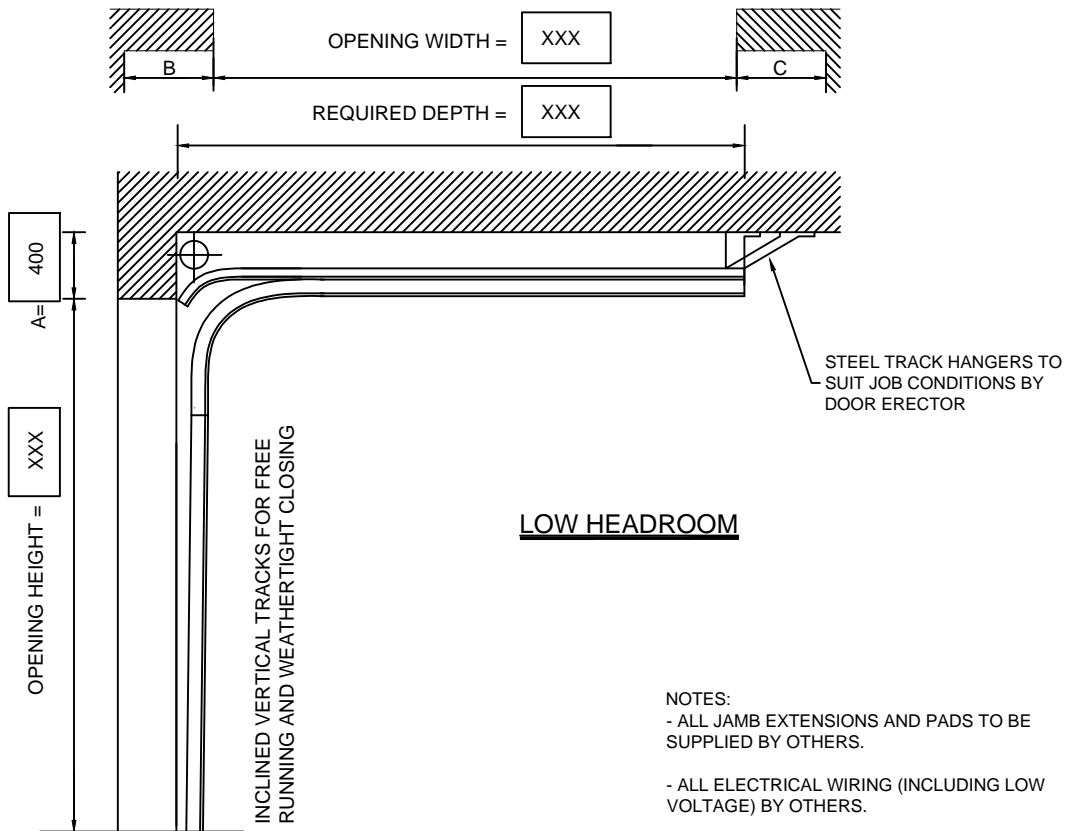 OPENING WIDTH = XXX
B
C
REQUIRED DEPTH = XXX
A= 400
OPENING HEIGHT = XXX
STEEL TRACK HANGERS TO
SUIT JOB CONDITIONS BY
DOOR ERECTOR
INCLINED VERTICAL TRACKS FOR FREE
RUNNING AND WEATHERTIGHT CLOSING
LOW HEADROOM
NOTES:
- ALL JAMB EXTENSIONS AND PADS TO BE
SUPPLIED BY OTHERS.
- ALL ELECTRICAL WIRING (INCLUDING LOW
VOLTAGE) BY OTHERS.